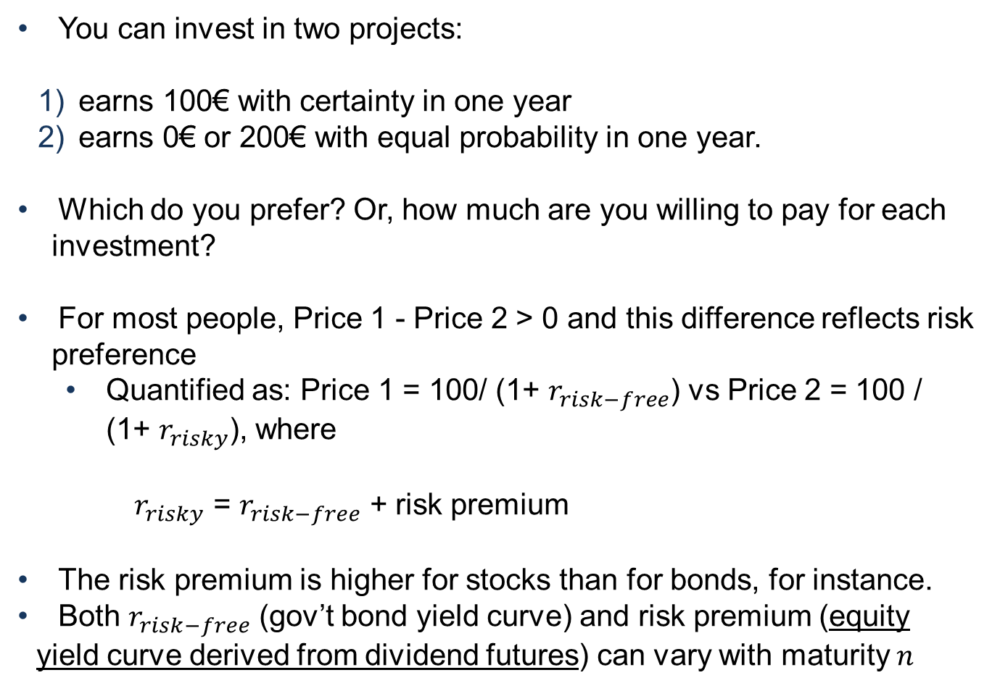 • You can invest in two projects:
1) earns 100€ with certainty in one year
2) earns 0€ or 200€ with equal probability in one year.
• Which do you prefer? Or, how much are you willing to pay for each
investment?
• For most people, Price 1 - Price 2 > 0 and this difference reflects risk
preference
• Quantified as: Price 1 = 100/ (1+ r_{risk−free}) vs Price 2 = 100 /
(1+ r_{risky}), where
r_{risky} = r_{risk−free} + risk premium
• The risk premium is higher for stocks than for bonds, for instance.
• Both r_{risk−free} (gov’t bond yield curve) and risk premium (equity
yield curve derived from dividend futures) can vary with maturity n